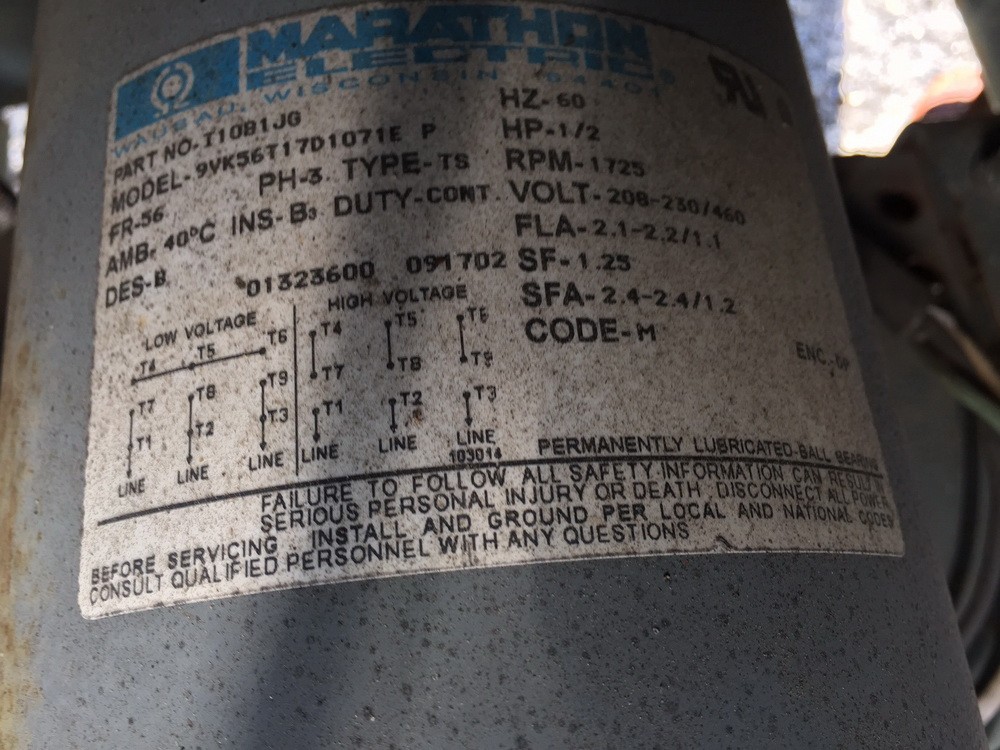 MARATHON
ELECTRIC®
WAUSAU, WISCONSIN 54401
PART NO-I1081JG
MODEL-9VK56T17D1071E P
FR-56 PH-3 TYPE-TS
AMB- 40°C INS-B3 DUTY-CONT
DES-B 01323600 091702
HZ-60
HP-1/2
RPM-1725
VOLT-208-230/460
FLA-2.1-2.2/1.1
SF-1.25
SFA-2.4-2.4/1.2
CODE-M
LOW VOLTAGE
T4 T5 T6
T7 T8 T9
T1 T2 T3
LINE LINE LINE
HIGH VOLTAGE
T4 T5 T6
T7 T8 T9
T1 T2 T3
LINE LINE LINE
103014
PERMANENTLY LUBRICATED-BALL BEARING
FAILURE TO FOLLOW ALL SAFETY INFORMATION CAN RESULT
SERIOUS PERSONAL INJURY OR DEATH. DISCONNECT ALL POWER
BEFORE SERVICING INSTALL AND GROUND PER LOCAL AND NATIONAL CODES
CONSULT QUALIFIED PERSONNEL WITH ANY QUESTIONS